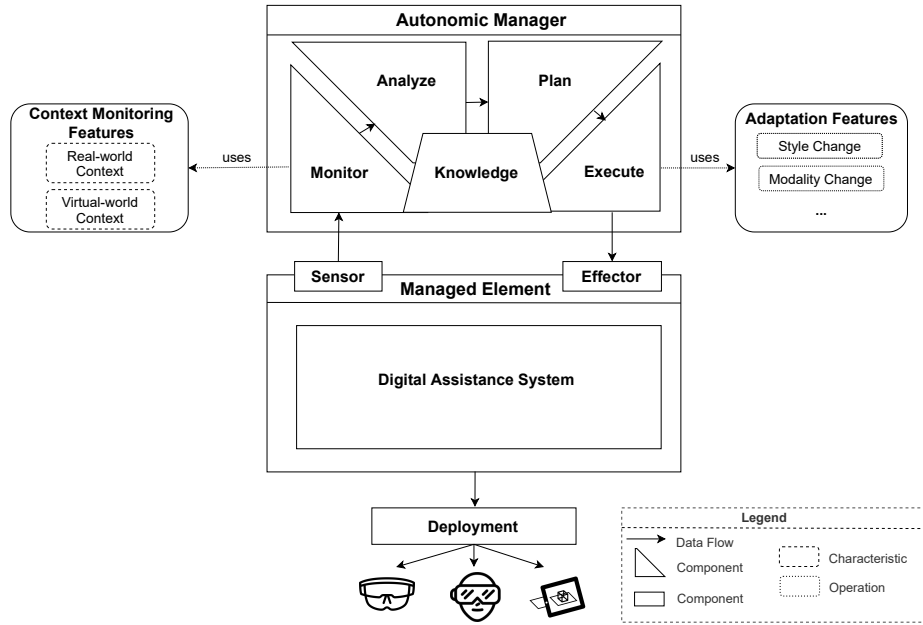 Autonomic Manager
Analyze
Plan
Monitor
Knowledge
Execute
Context Monitoring
Features
Real-world
Context
Virtual-world
Context
uses
uses
Adaptation Features
Style Change
Modality Change
...
Sensor
Effector
Managed Element
Digital Assistance System
Deployment
Legend
Data Flow
Component
Component
Characteristic
Operation